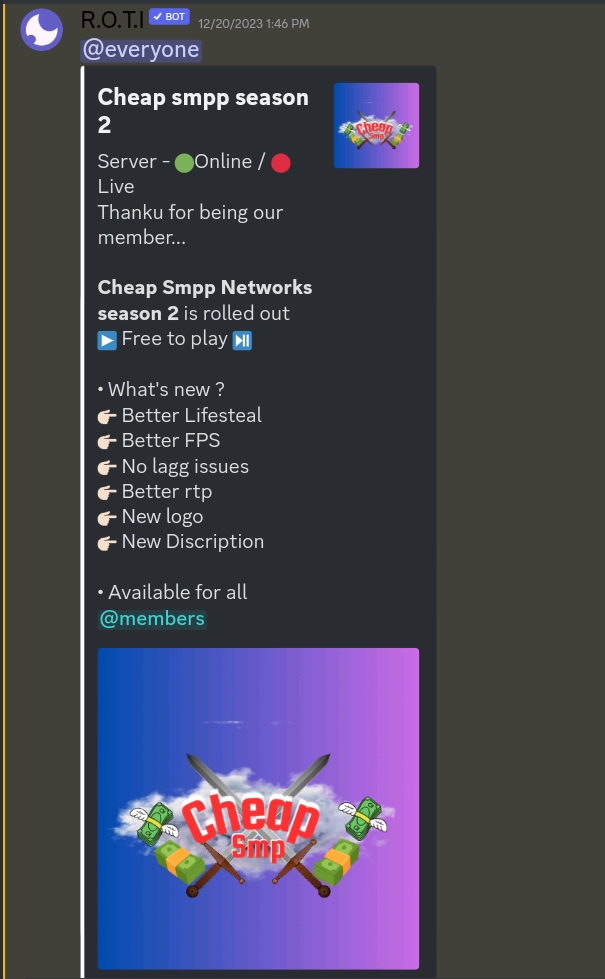 R.O.T.I ✔ BOT 12/20/2023 1:46 PM
@everyone
Cheap smpp season
2
Server - 🟢Online / 🔴
Live
Thanku for being our
member...
Cheap Smpp Networks
season 2 is rolled out
▶️ Free to play ⏯️
• What's new ?
👉🏻 Better Lifesteal
👉🏻 Better FPS
👉🏻 No lagg issues
👉🏻 Better rtp
👉🏻 New logo
👉🏻 New Discription
• Available for all
@members
Cheap
Smp
Cheap
Smp